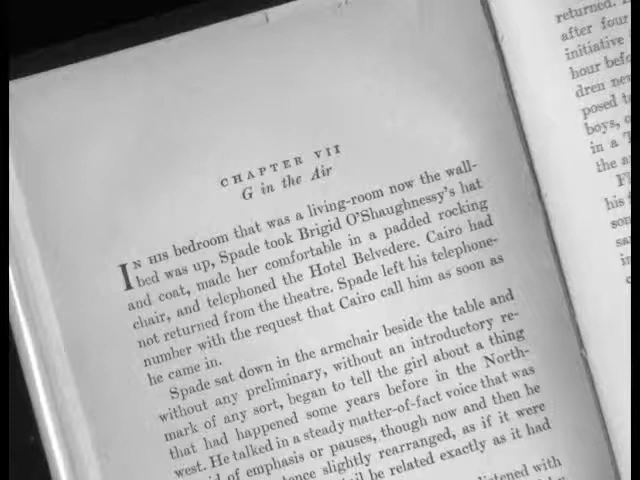 CHAPTER VII
G in the Air
IN HIS bedroom that was a living-room now the wall-
bed was up, Spade took Brigid O'Shaughnessy's hat
and coat, made her comfortable in a padded rocking
chair, and telephoned the Hotel Belvedere. Cairo had
not returned from the theatre. Spade left his telephone-
number with the request that Cairo call him as soon as
he came in.
Spade sat down in the armchair beside the table and
without any preliminary, without an introductory re-
mark of any sort, began to tell the girl about a thing
that had happened some years before in the North-
west. He talked in a steady matter-of-fact voice that was
of emphasis or pauses, though now and then he
slightly rearranged, as if it were
be related exactly as it had
listened with
returned.
after four
initiative
hour
dren
posed
boys,
in a
the
his